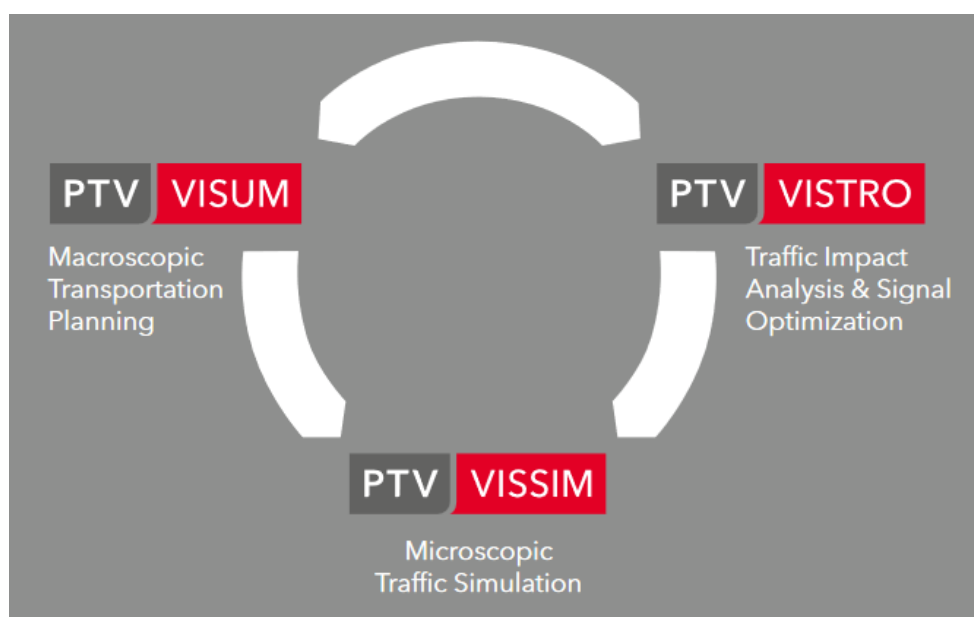 PTV VISUM
Macroscopic
Transportation
Planning
PTV VISTRO
Traffic Impact
Analysis & Signal
Optimization
PTV VISSIM
Microscopic
Traffic Simulation